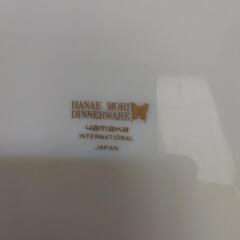 HANAE MORI
DINNERWARE
yamaka
INTERNATIONAL
JAPAN